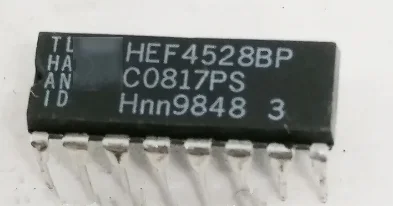 TL
HA
AN
ID
HEF4528BP
C0817PS
Hnn9848 3